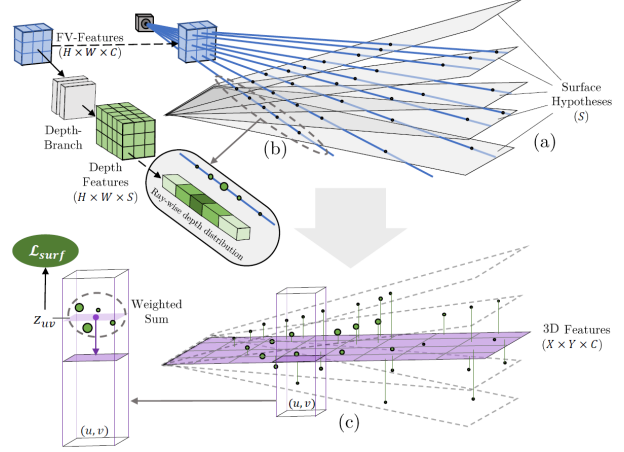 FV-Features
(H × W × C)
Depth-
Branch
Depth
Features
(H × W × S)
Ray-wise depth distribution
(b)
(a)
Surface
Hypotheses
(S)
𝓛surf
Zuv
Weighted
Sum
(u, v)
(u, v)
(c)
3D Features
(X × Y × C)